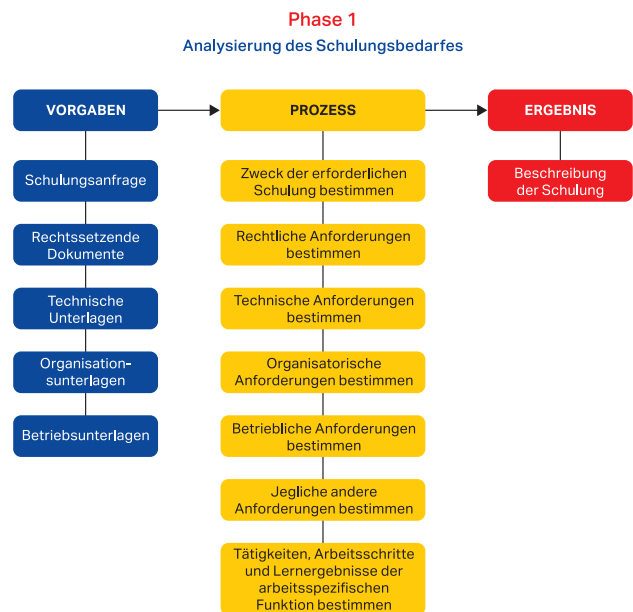 Phase 1
Analysierung des Schulungsbedarfes
VORGABEN
PROZESS
ERGEBNIS
Schulungsanfrage
Zweck der erforderlichen
Schulung bestimmen
Beschreibung
der Schulung
Rechtssetzende
Dokumente
Rechtliche Anforderungen
bestimmen
Technische
Unterlagen
Technische Anforderungen
bestimmen
Organisation-
sunterlagen
Organisatorische
Anforderungen bestimmen
Betriebsunterlagen
Betriebliche Anforderungen
bestimmen
Jegliche andere
Anforderungen bestimmen
Tätigkeiten, Arbeitsschritte
und Lernergebnisse der
arbeitsspezifischen
Funktion bestimmen